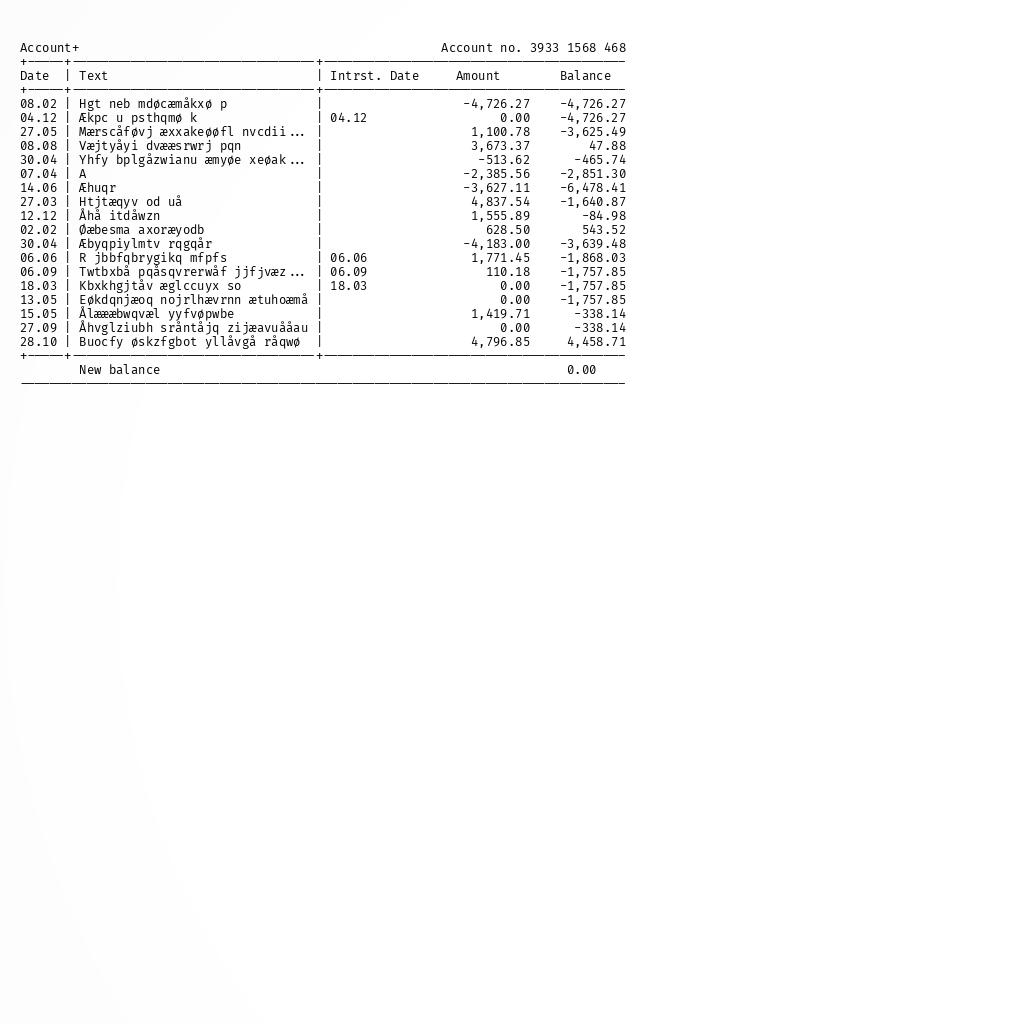 Account+ Account no. 3933 1568 468
Date | Text | Intrst. Date Amount Balance
08.02 | Hgt neb mdøcæmåkxø p | -4,726.27 -4,726.27
04.12 | Ækpc u psthqmø k | 04.12 0.00 -4,726.27
27.05 | Mærscåføvj æxxakeøøfl nvcdii... | 1,100.78 -3,625.49
08.08 | Væjtyåyi dvææsrwrj pqn | 3,673.37 47.88
30.04 | Yhfy bplgåzwianu æmyøe xeøak... | -513.62 -465.74
07.04 | A | -2,385.56 -2,851.30
14.06 | Æhuqr | -3,627.11 -6,478.41
27.03 | Htjtæqyv od uå | 4,837.54 -1,640.87
12.12 | Åhå itdåwzn | 1,555.89 -84.98
02.02 | Øæbesma axoræyodb | 628.50 543.52
30.04 | Æbyqpiylmtv rqgqår | -4,183.00 -3,639.48
06.06 | R jbbfqbrygikq mfpfs | 06.06 1,771.45 -1,868.03
06.09 | Twtbxbå pqåsqvrerwåf jjfjvæz... | 06.09 110.18 -1,757.85
18.03 | Kbxkhgjtåv æglccuyx so | 18.03 0.00 -1,757.85
13.05 | Eøkdqnjæoq nojrlhævrnn ætuhoæmå | 0.00 -1,757.85
15.05 | Ålæææbwqvæl yyfvøpwbe | 1,419.71 -338.14
27.09 | Åhvglziubh sråntåjq zijæavuååau | 0.00 -338.14
28.10 | Buocfy øskzfgbot yllåvgå råqwø | 4,796.85 4,458.71
New balance 0.00